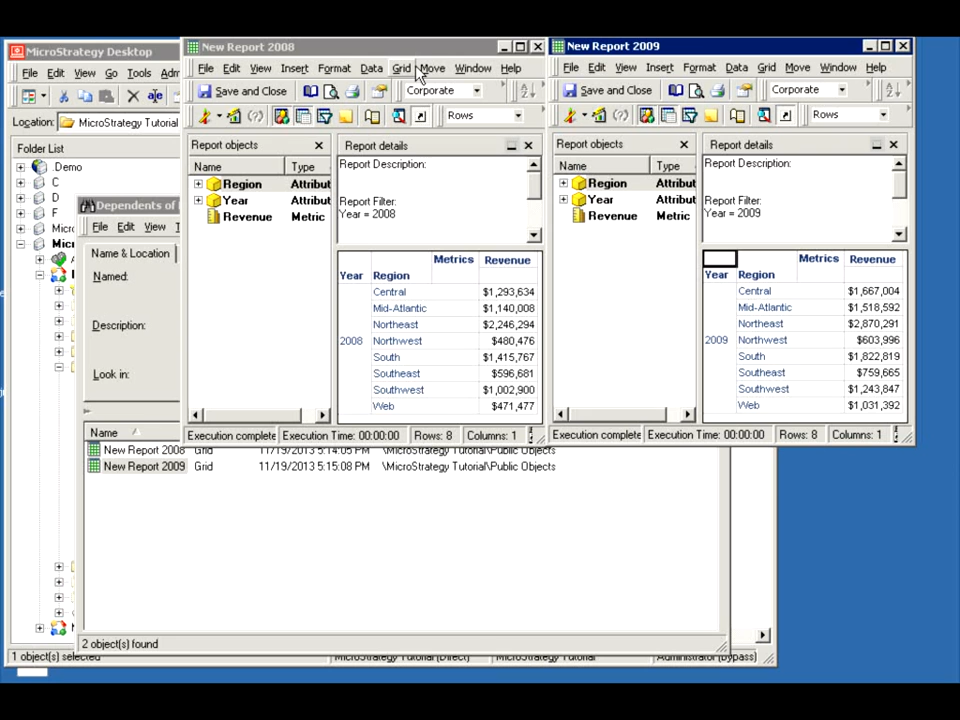 MicroStrategy Desktop
File Edit View Go Tools Adm
Location: MicroStrategy Tutorial
Folder List
.Demo
C
D
F
Micro
Micr
Dependents of
File Edit View T
Name & Location
Named:
Description:
Look in:
New Report 2008
File Edit View Insert Format Data Grid Move Window Help
Save and Close Corporate
Rows
Report objects
Name Type
Region Attribut
Year Attribut
Revenue Metric
Report details
Report Description:
Report Filter:
Year = 2008
Metrics Revenue
Year Region
Central $1,293,634
Mid-Atlantic $1,140,008
Northeast $2,246,294
2008 Northwest $480,476
South $1,415,767
Southeast $596,681
Southwest $1,002,900
Web $471,477
Execution complete Execution Time: 00:00:00 Rows: 8 Columns: 1
New Report 2009
File Edit View Insert Format Data Grid Move Window Help
Save and Close Corporate
Rows
Report objects
Name Type
Region Attribut
Year Attribut
Revenue Metric
Report details
Report Description:
Report Filter:
Year = 2009
Metrics Revenue
Year Region
Central $1,667,004
Mid-Atlantic $1,518,592
Northeast $2,870,291
2009 Northwest $603,996
South $1,822,819
Southeast $759,665
Southwest $1,243,847
Web $1,031,392
Execution complete Execution Time: 00:00:00 Rows: 8 Columns: 1
Name
New Report 2008 Grid 11/19/2013 5:14:05 PM \MicroStrategy Tutorial\Public Objects
New Report 2009 Grid 11/19/2013 5:15:08 PM \MicroStrategy Tutorial\Public Objects
2 object(s) found
1 object(s) selected MicroStrategy Tutorial (Direct) MicroStrategy Tutorial Administrator (Bypass)